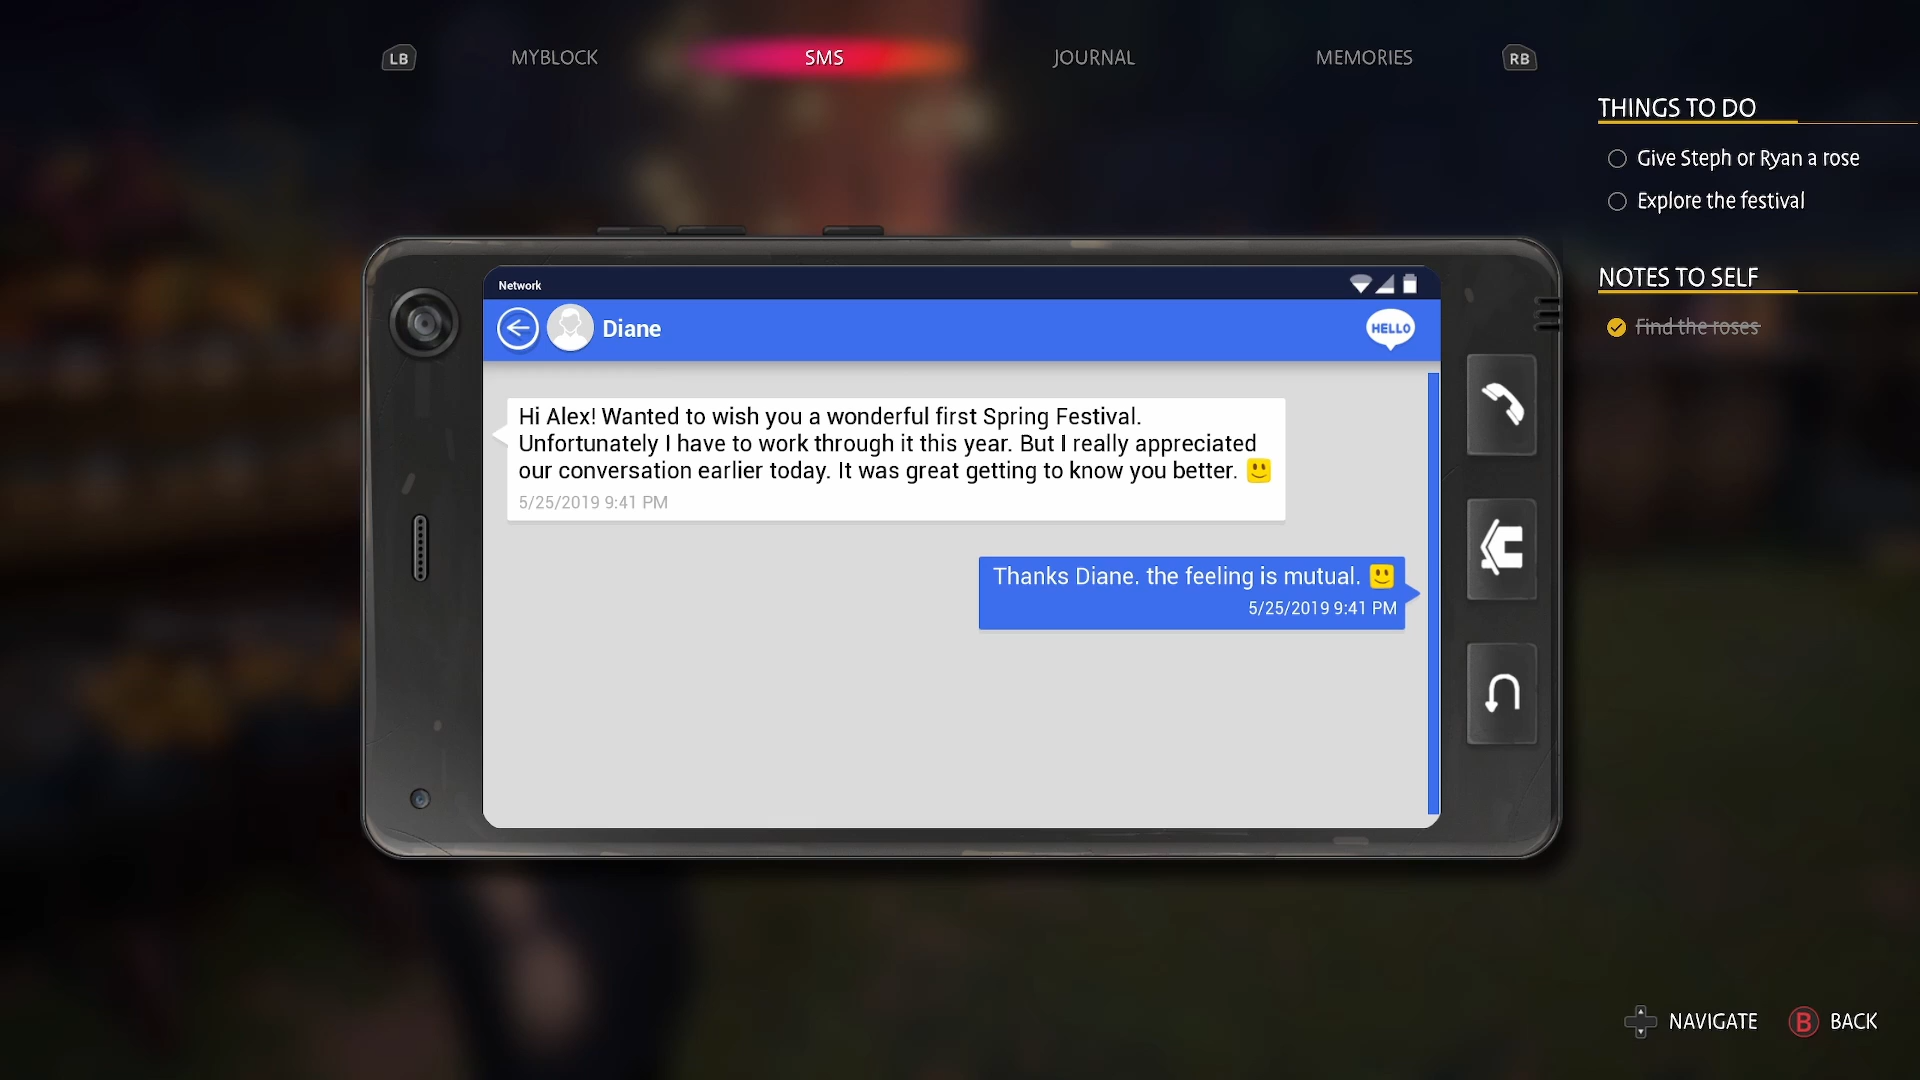 LB
MYBLOCK
SMS
JOURNAL
MEMORIES
RB
THINGS TO DO
Give Steph or Ryan a rose
Explore the festival
NOTES TO SELF
Find the roses
Network
Diane
HELLO
Hi Alex! Wanted to wish you a wonderful first Spring Festival.
Unfortunately I have to work through it this year. But I really appreciated
our conversation earlier today. It was great getting to know you better. 🙂
5/25/2019 9:41 PM
Thanks Diane. the feeling is mutual. 🙂
5/25/2019 9:41 PM
NAVIGATE
B BACK